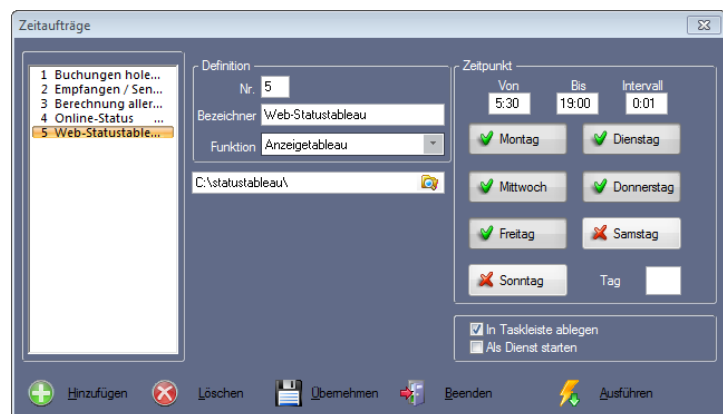 Zeitaufträge
1 Buchungen hole...
2 Empfangen / Sen...
3 Berechnung aller...
4 Online-Status ...
5 Web-Statustable...
Definition
Nr. 5
Bezeichner Web-Statustableau
Funktion Anzeigetableau
C:\statustableau\
Zeitpunkt
Von Bis Intervall
5:30 19:00 0:01
Montag Dienstag
Mittwoch Donnerstag
Freitag Samstag
Sonntag Tag
In Taskleiste ablegen
Als Dienst starten
Hinzufügen Löschen Übernehmen Beenden Ausführen